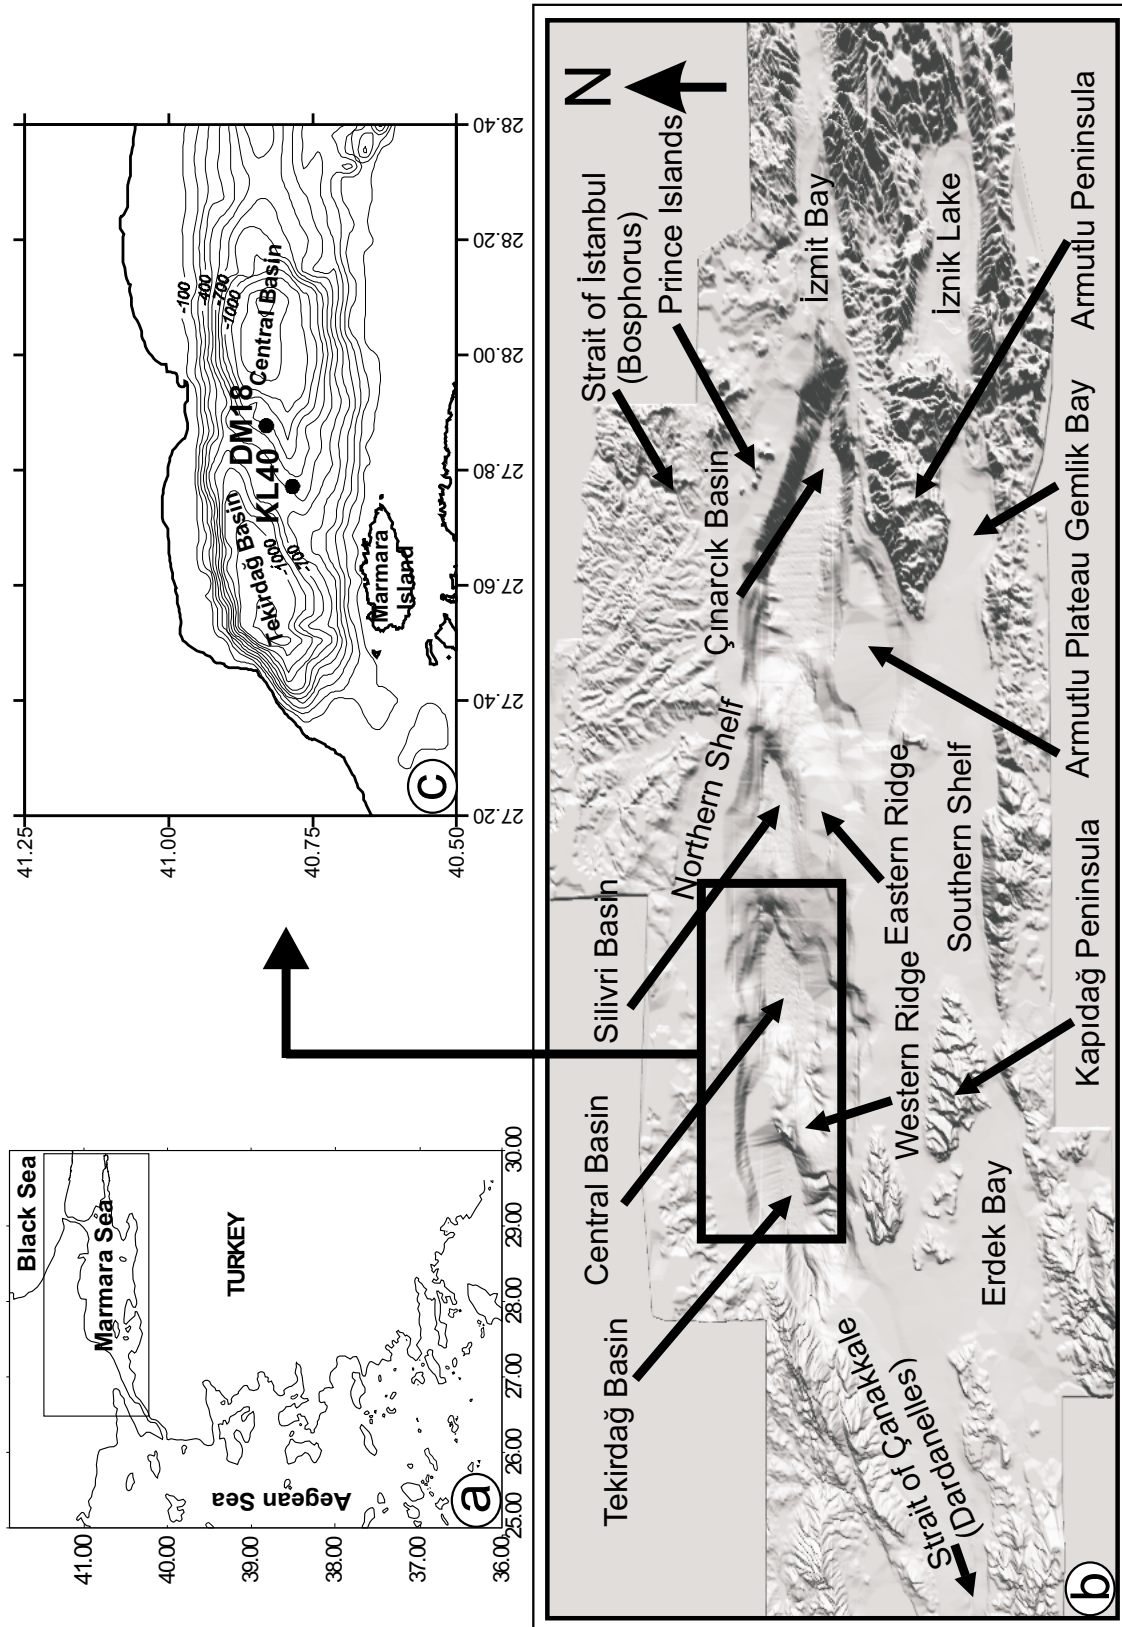 41.00
40.00
39.00
38.00
37.00
36.00
25.00
26.00
27.00
28.00
29.00
30.00
Black Sea
Marmara Sea
TURKEY
Aegean Sea
a
41.25
41.00
40.75
40.50
27.20
27.40
27.60
27.80
28.00
28.20
28.40
-100
-400
-700
-1000
Central Basin
DM18
KL40
Tekirdağ Basin
-1000
-700
Marmara
Island
c
N
Strait of İstanbul
(Bosphorus)
Prince Islands
İzmit Bay
İznik Lake
Armutlu Peninsula
Gemlik Bay
Armutlu Plateau
Çınarcık Basin
Northern Shelf
Silivri Basin
Eastern Ridge
Southern Shelf
Kapıdağ Peninsula
Western Ridge
Central Basin
Tekirdağ Basin
Erdek Bay
Strait of Çanakkale
(Dardanelles)
b